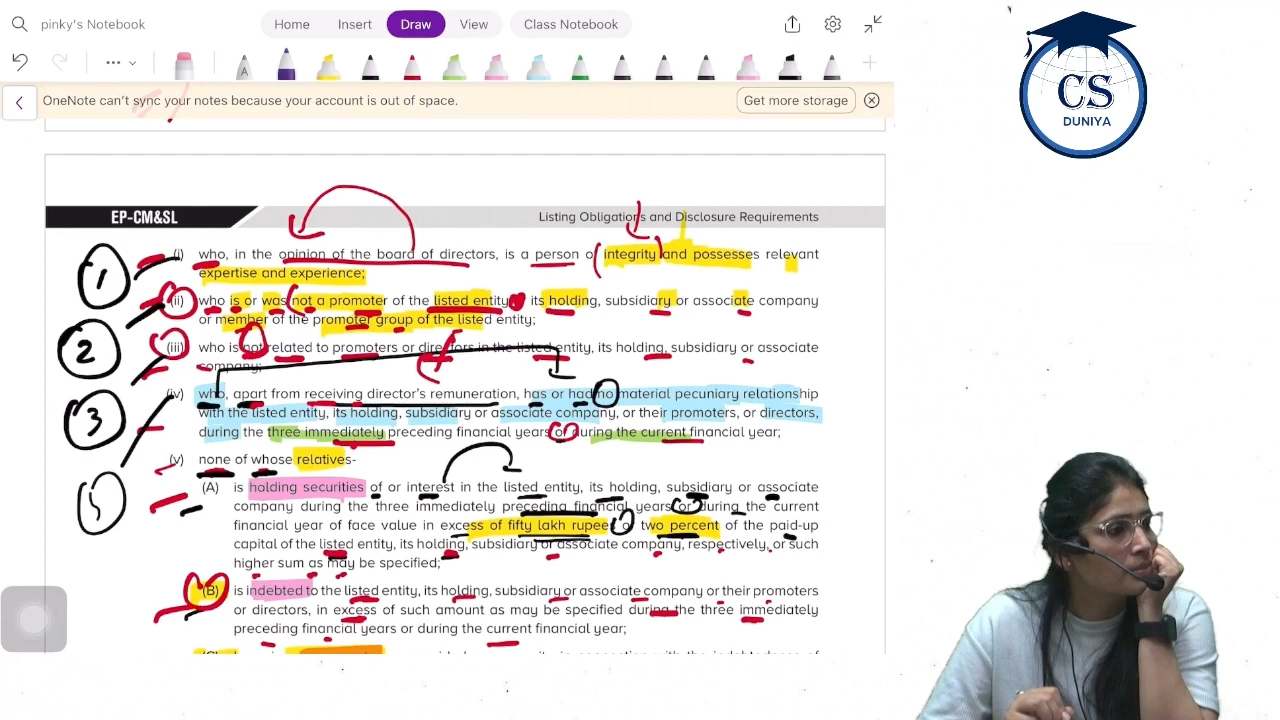 pinky's Notebook
Home Insert Draw View Class Notebook
A
OneNote can't sync your notes because your account is out of space.
Get more storage
CS
DUNIYA
EP-CM&SL
Listing Obligations and Disclosure Requirements
(i) who, in the opinion of the board of directors, is a person of integrity and possesses relevant
expertise and experience;
(ii) who is or was not a promoter of the listed entity its holding, subsidiary or associate company
or member of the promoter group of the listed entity;
(iii) who is not related to promoters or directors in the listed entity, its holding, subsidiary or associate
company;
(iv) who, apart from receiving director's remuneration, has or had no material pecuniary relationship
with the listed entity, its holding, subsidiary or associate company, or their promoters, or directors,
during the three immediately preceding financial years or during the current financial year;
(v) none of whose relatives-
(A) is holding securities of or interest in the listed entity, its holding, subsidiary or associate
company during the three immediately preceding financial years or during the current
financial year of face value in excess of fifty lakh rupees two percent of the paid-up
capital of the listed entity, its holding, subsidiary or associate company, respectively, or such
higher sum as may be specified;
(B) is indebted to the listed entity, its holding, subsidiary or associate company or their promoters
or directors, in excess of such amount as may be specified during the three immediately
preceding financial years or during the current financial year;
1
2
3